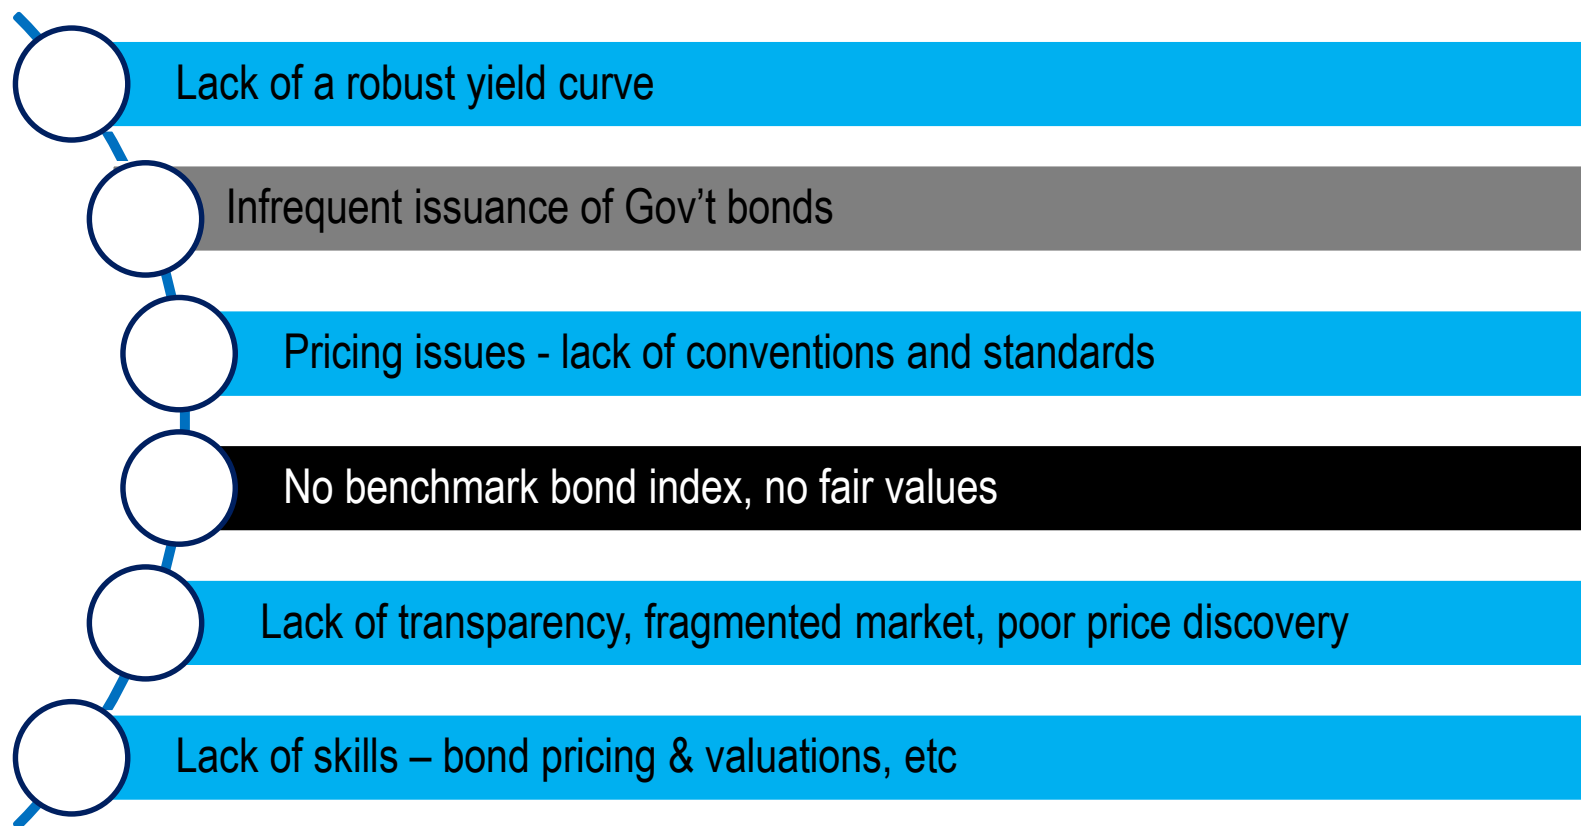 Lack of a robust yield curve
Infrequent issuance of Gov’t bonds
Pricing issues - lack of conventions and standards
No benchmark bond index, no fair values
Lack of transparency, fragmented market, poor price discovery
Lack of skills – bond pricing & valuations, etc